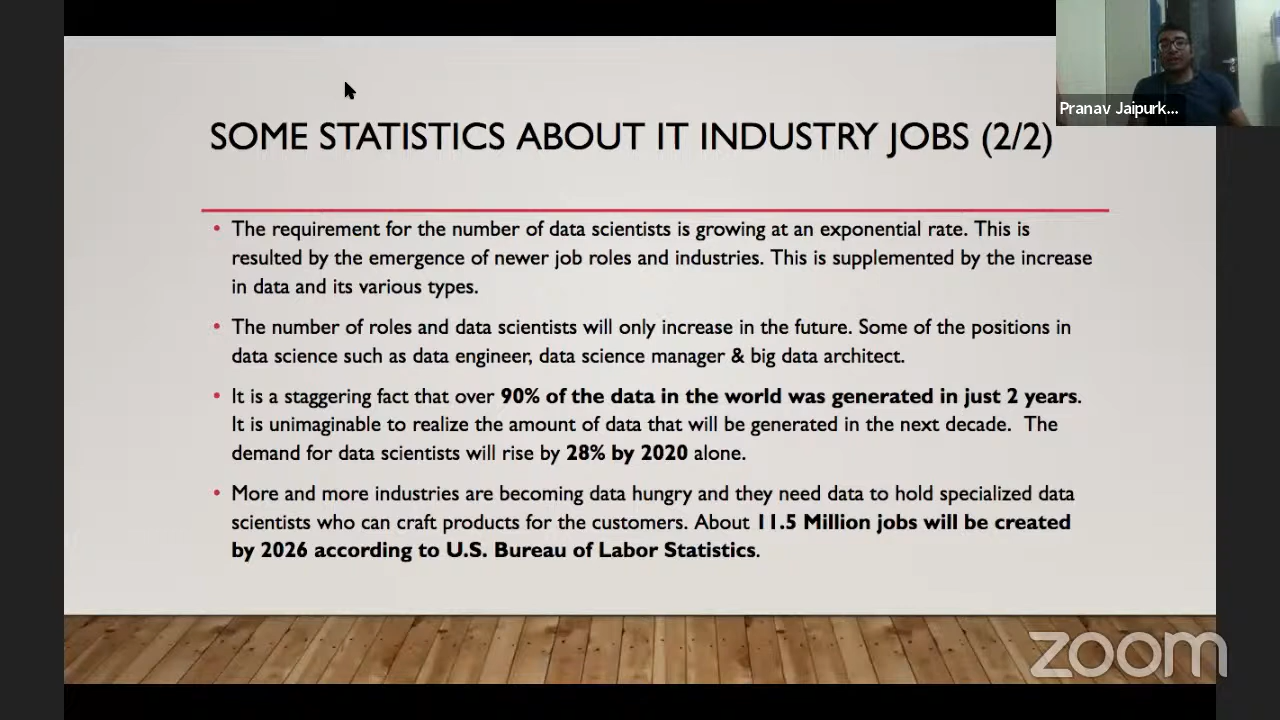 Pranav Jaipurk...
SOME STATISTICS ABOUT IT INDUSTRY JOBS (2/2)
• The requirement for the number of data scientists is growing at an exponential rate. This is
resulted by the emergence of newer job roles and industries. This is supplemented by the increase
in data and its various types.
• The number of roles and data scientists will only increase in the future. Some of the positions in
data science such as data engineer, data science manager & big data architect.
• It is a staggering fact that over 90% of the data in the world was generated in just 2 years.
It is unimaginable to realize the amount of data that will be generated in the next decade. The
demand for data scientists will rise by 28% by 2020 alone.
• More and more industries are becoming data hungry and they need data to hold specialized data
scientists who can craft products for the customers. About 11.5 Million jobs will be created
by 2026 according to U.S. Bureau of Labor Statistics.
zoom